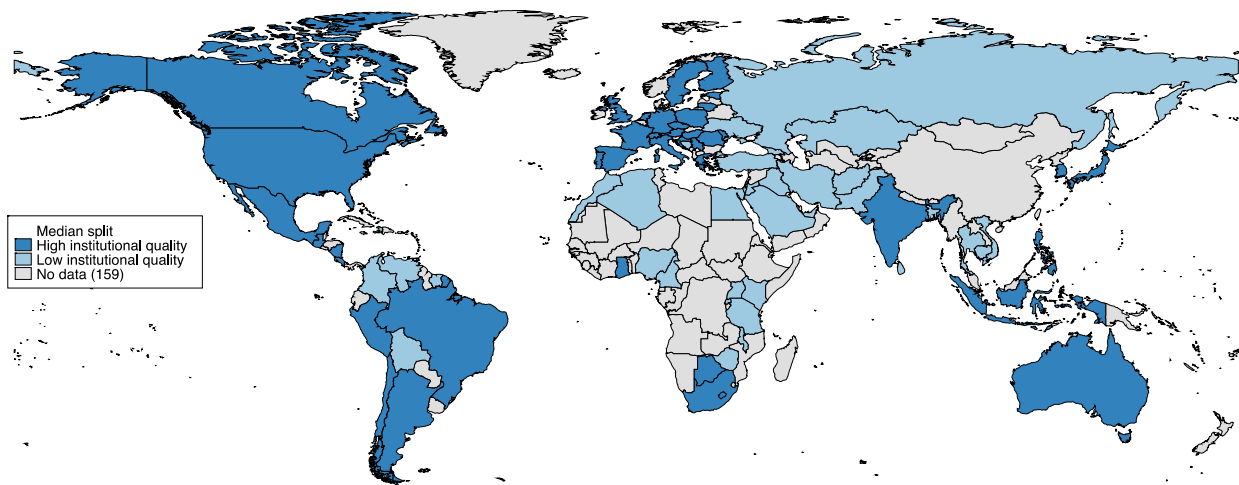 Median split
High institutional quality
Low institutional quality
No data (159)